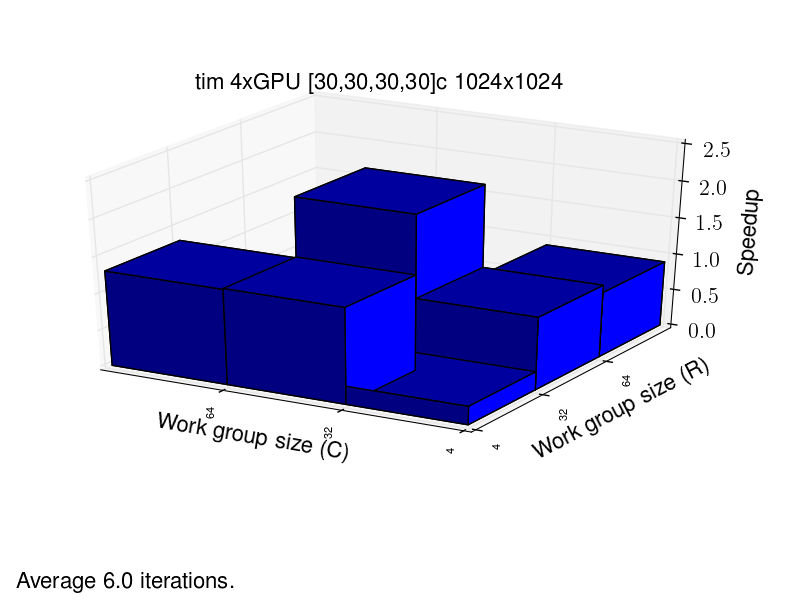 tim 4xGPU [30,30,30,30]c 1024x1024
2.5
2.0
1.5
1.0
0.5
0.0
Speedup
64
32
4
Work group size (C)
4
32
64
Work group size (R)
Average 6.0 iterations.